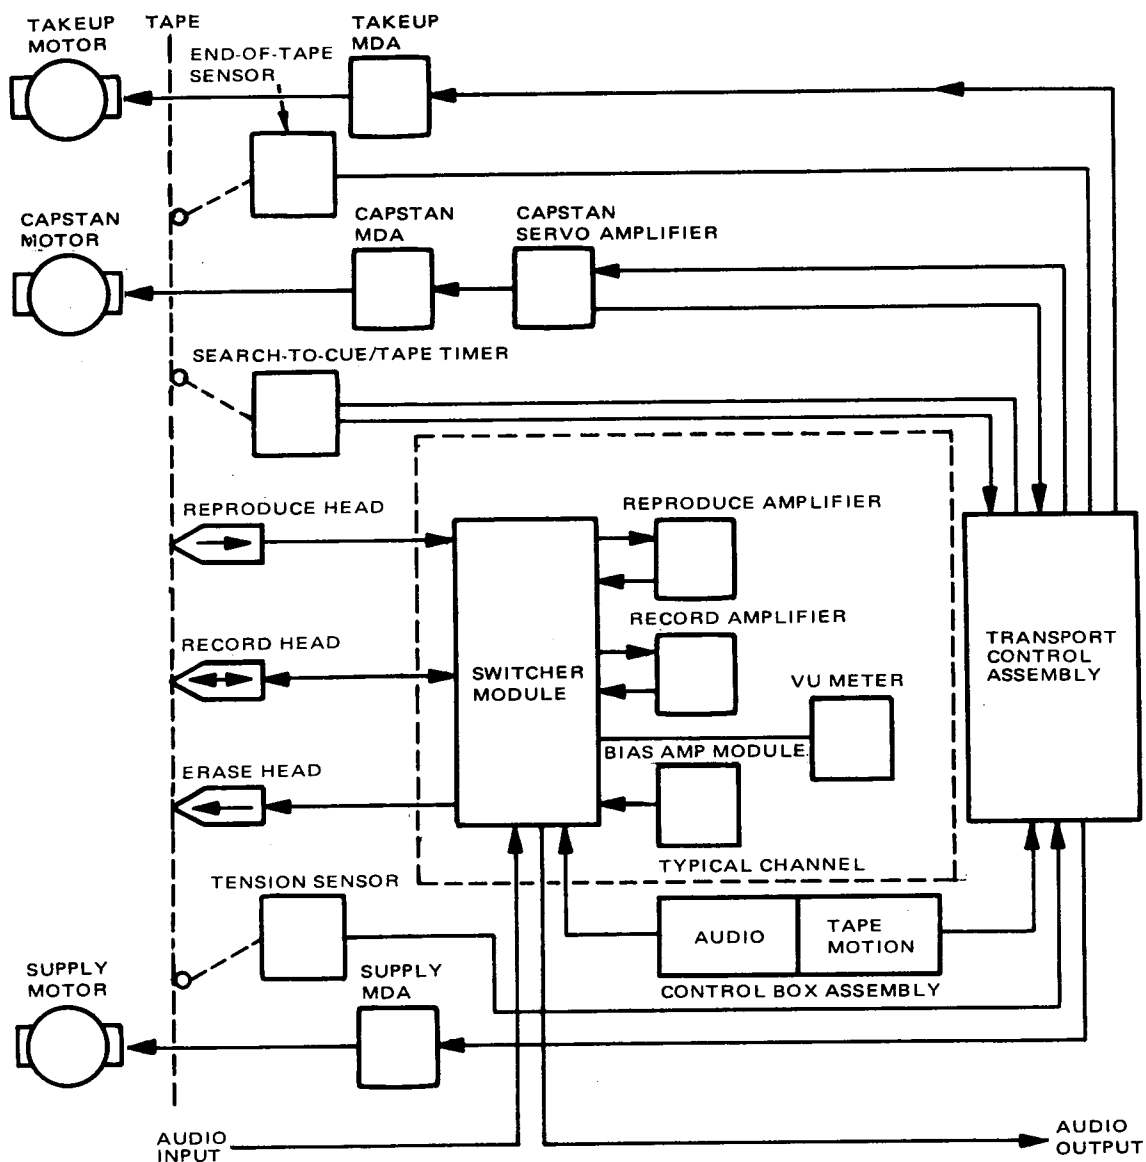 TAKEUP
MOTOR
TAPE
END-OF-TAPE
SENSOR
TAKEUP
MDA
CAPSTAN
MOTOR
CAPSTAN
MDA
CAPSTAN
SERVO AMPLIFIER
SEARCH-TO-CUE/TAPE TIMER
REPRODUCE HEAD
REPRODUCE AMPLIFIER
RECORD HEAD
RECORD AMPLIFIER
SWITCHER
MODULE
TRANSPORT
CONTROL
ASSEMBLY
VU METER
BIAS AMP MODULE
ERASE HEAD
TYPICAL CHANNEL
TENSION SENSOR
AUDIO
TAPE
MOTION
CONTROL BOX ASSEMBLY
SUPPLY
MOTOR
SUPPLY
MDA
AUDIO
INPUT
AUDIO
OUTPUT